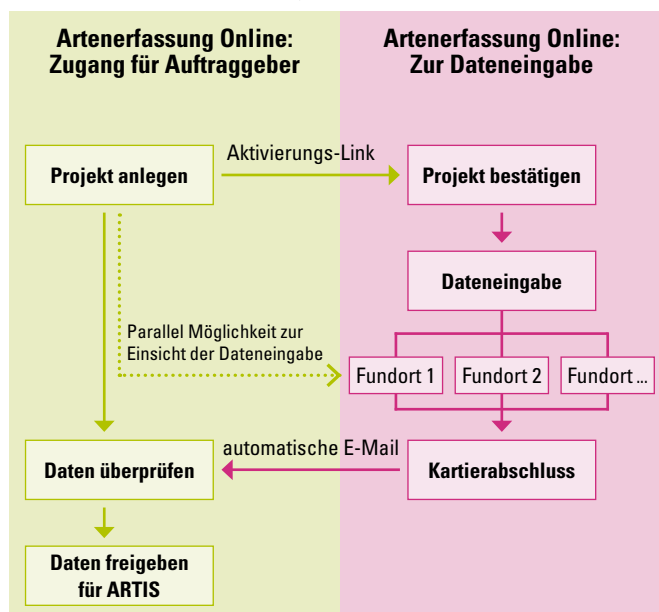 Artenerfassung Online:
Zugang für Auftraggeber
Artenerfassung Online:
Zur Dateneingabe
Projekt anlegen
Aktivierungs-Link
Projekt bestätigen
Dateneingabe
Parallel Möglichkeit zur
Einsicht der Dateneingabe
Fundort 1
Fundort 2
Fundort ...
Daten überprüfen
automatische E-Mail
Kartierabschluss
Daten freigeben
für ARTIS